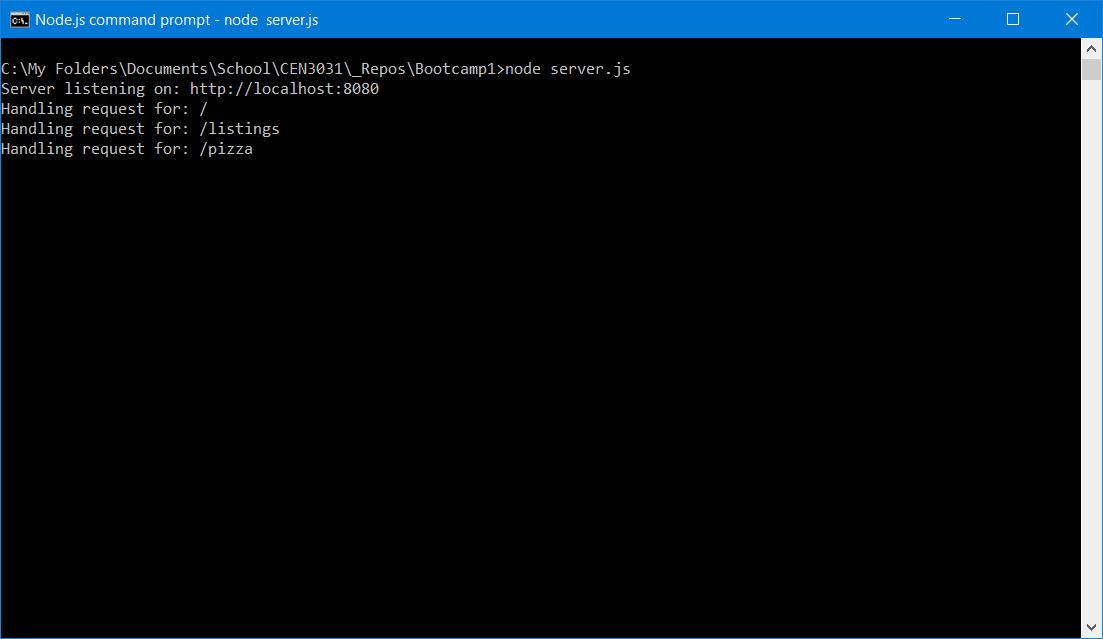 Node.js command prompt - node  server.js
C:\My Folders\Documents\School\CEN3031\_Repos\Bootcamp1>node server.js
Server listening on: http://localhost:8080
Handling request for: /
Handling request for: /listings
Handling request for: /pizza